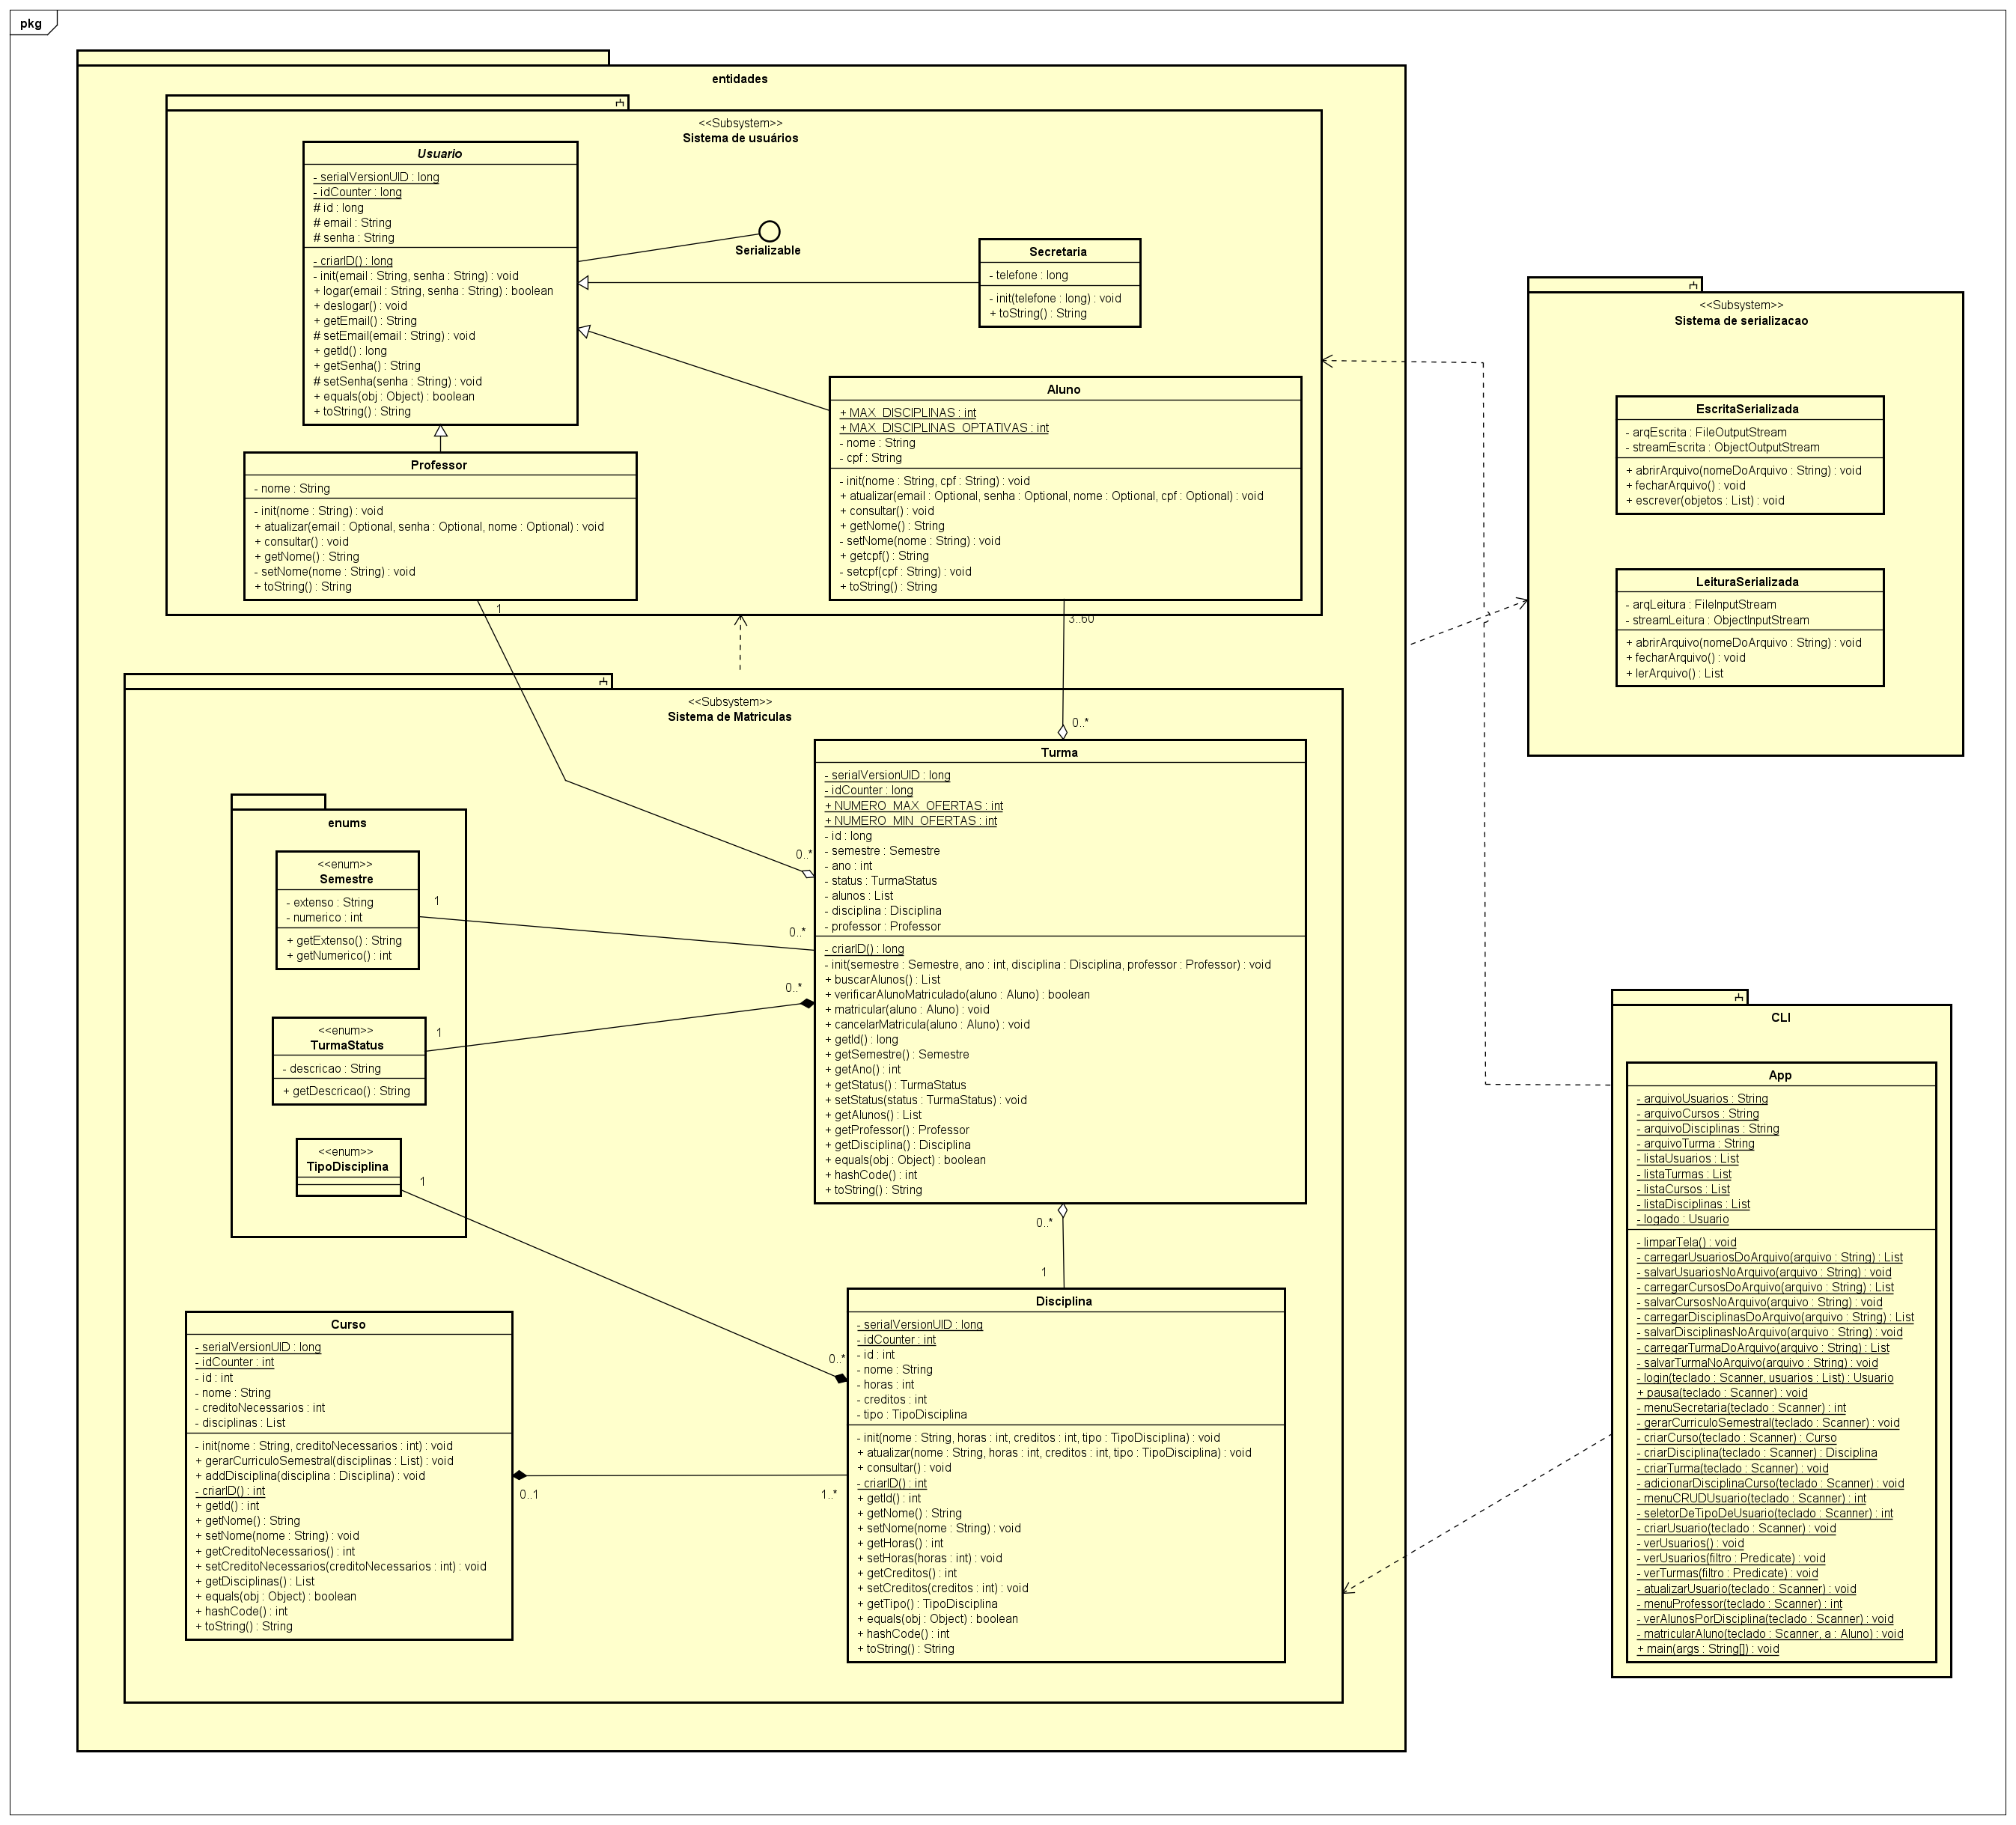 pkg
entidades
<<Subsystem>>
Sistema de usuários
Usuario
- serialVersionUID : long
- idCounter : long
# id : long
# email : String
# senha : String
- criarID() : long
- init(email : String, senha : String) : void
+ logar(email : String, senha : String) : boolean
+ deslogar() : void
+ getEmail() : String
# setEmail(email : String) : void
+ getId() : long
+ getSenha() : String
# setSenha(senha : String) : void
+ equals(obj : Object) : boolean
+ toString() : String
Serializable
Secretaria
- telefone : long
- init(telefone : long) : void
+ toString() : String
Professor
- nome : String
- init(nome : String) : void
+ atualizar(email : Optional, senha : Optional, nome : Optional) : void
+ consultar() : void
+ getNome() : String
- setNome(nome : String) : void
+ toString() : String
1
Aluno
+ MAX_DISCIPLINAS : int
+ MAX_DISCIPLINAS_OPTATIVAS : int
- nome : String
- cpf : String
- init(nome : String, cpf : String) : void
+ atualizar(email : Optional, senha : Optional, nome : Optional, cpf : Optional) : void
+ consultar() : void
+ getNome() : String
- setNome(nome : String) : void
+ getcpf() : String
- setcpf(cpf : String) : void
+ toString() : String
3..60
<<Subsystem>>
Sistema de Matriculas
0..*
Turma
- serialVersionUID : long
- idCounter : long
+ NUMERO_MAX_OFERTAS : int
+ NUMERO_MIN_OFERTAS : int
- id : long
- semestre : Semestre
- ano : int
- status : TurmaStatus
- alunos : List
- disciplina : Disciplina
- professor : Professor
- criarID() : long
- init(semestre : Semestre, ano : int, disciplina : Disciplina, professor : Professor) : void
+ buscarAlunos() : List
+ verificarAlunoMatriculado(aluno : Aluno) : boolean
+ matricular(aluno : Aluno) : void
+ cancelarMatricula(aluno : Aluno) : void
+ getId() : long
+ getSemestre() : Semestre
+ getAno() : int
+ getStatus() : TurmaStatus
+ setStatus(status : TurmaStatus) : void
+ getAlunos() : List
+ getProfessor() : Professor
+ getDisciplina() : Disciplina
+ equals(obj : Object) : boolean
+ hashCode() : int
+ toString() : String
0..*
enums
<<enum>>
Semestre
- extenso : String
- numerico : int
+ getExtenso() : String
+ getNumerico() : int
1
0..*
<<enum>>
TurmaStatus
- descricao : String
+ getDescricao() : String
1
0..*
<<enum>>
TipoDisciplina
1
0..*
0..*
1
Curso
- serialVersionUID : long
- idCounter : int
- id : int
- nome : String
- creditoNecessarios : int
- disciplinas : List
- init(nome : String, creditoNecessarios : int) : void
+ gerarCurriculoSemestral(disciplinas : List) : void
+ addDisciplina(disciplina : Disciplina) : void
- criarID() : int
+ getId() : int
+ getNome() : String
+ setNome(nome : String) : void
+ getCreditoNecessarios() : int
+ setCreditoNecessarios(creditoNecessarios : int) : void
+ getDisciplinas() : List
+ equals(obj : Object) : boolean
+ hashCode() : int
+ toString() : String
0..1
1..*
Disciplina
- serialVersionUID : long
- idCounter : int
- id : int
- nome : String
- horas : int
- creditos : int
- tipo : TipoDisciplina
- init(nome : String, horas : int, creditos : int, tipo : TipoDisciplina) : void
+ atualizar(nome : String, horas : int, creditos : int, tipo : TipoDisciplina) : void
+ consultar() : void
- criarID() : int
+ getId() : int
+ getNome() : String
+ setNome(nome : String) : void
+ getHoras() : int
+ setHoras(horas : int) : void
+ getCreditos() : int
+ setCreditos(creditos : int) : void
+ getTipo() : TipoDisciplina
+ equals(obj : Object) : boolean
+ hashCode() : int
+ toString() : String
<<Subsystem>>
Sistema de serializacao
EscritaSerializada
- arqEscrita : FileOutputStream
- streamEscrita : ObjectOutputStream
+ abrirArquivo(nomeDoArquivo : String) : void
+ fecharArquivo() : void
+ escrever(objetos : List) : void
LeituraSerializada
- arqLeitura : FileInputStream
- streamLeitura : ObjectInputStream
+ abrirArquivo(nomeDoArquivo : String) : void
+ fecharArquivo() : void
+ lerArquivo() : List
CLI
App
- arquivoUsuarios : String
- arquivoCursos : String
- arquivoDisciplinas : String
- arquivoTurma : String
- listaUsuarios : List
- listaTurmas : List
- listaCursos : List
- listaDisciplinas : List
- logado : Usuario
- limparTela() : void
- carregarUsuariosDoArquivo(arquivo : String) : List
- salvarUsuariosNoArquivo(arquivo : String) : void
- carregarCursosDoArquivo(arquivo : String) : List
- salvarCursosNoArquivo(arquivo : String) : void
- carregarDisciplinasDoArquivo(arquivo : String) : List
- salvarDisciplinasNoArquivo(arquivo : String) : void
- carregarTurmaDoArquivo(arquivo : String) : List
- salvarTurmaNoArquivo(arquivo : String) : void
- login(teclado : Scanner, usuarios : List) : Usuario
+ pausa(teclado : Scanner) : void
- menuSecretaria(teclado : Scanner) : int
- gerarCurriculoSemestral(teclado : Scanner) : void
- criarCurso(teclado : Scanner) : Curso
- criarDisciplina(teclado : Scanner) : Disciplina
- criarTurma(teclado : Scanner) : void
- adicionarDisciplinaCurso(teclado : Scanner) : void
- menuCRUDUsuario(teclado : Scanner) : int
- seletorDeTipoDeUsuario(teclado : Scanner) : int
- criarUsuario(teclado : Scanner) : void
- verUsuarios() : void
- verUsuarios(filtro : Predicate) : void
- verTurmas(filtro : Predicate) : void
- atualizarUsuario(teclado : Scanner) : void
- menuProfessor(teclado : Scanner) : int
- verAlunosPorDisciplina(teclado : Scanner) : void
- matricularAluno(teclado : Scanner, a : Aluno) : void
+ main(args : String[]) : void